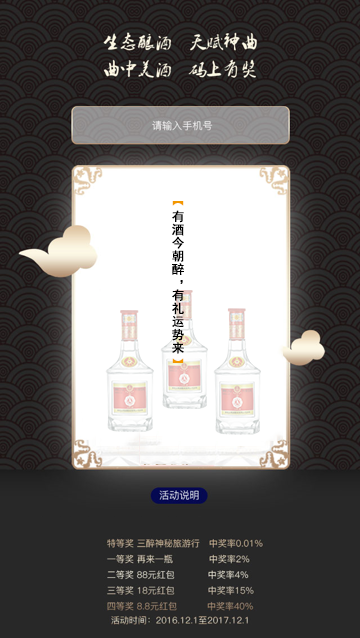 生态酿酒 天赋神曲
曲中美酒 码上有奖
请输入手机号
【有酒今朝醉，有礼运势来】
活动说明
特等奖 三醉神秘旅游行 中奖率0.01%
一等奖 再来一瓶 中奖率2%
二等奖 88元红包 中奖率4%
三等奖 18元红包 中奖率15%
四等奖 8.8元红包 中奖率40%
活动时间：2016.12.1至2017.12.1